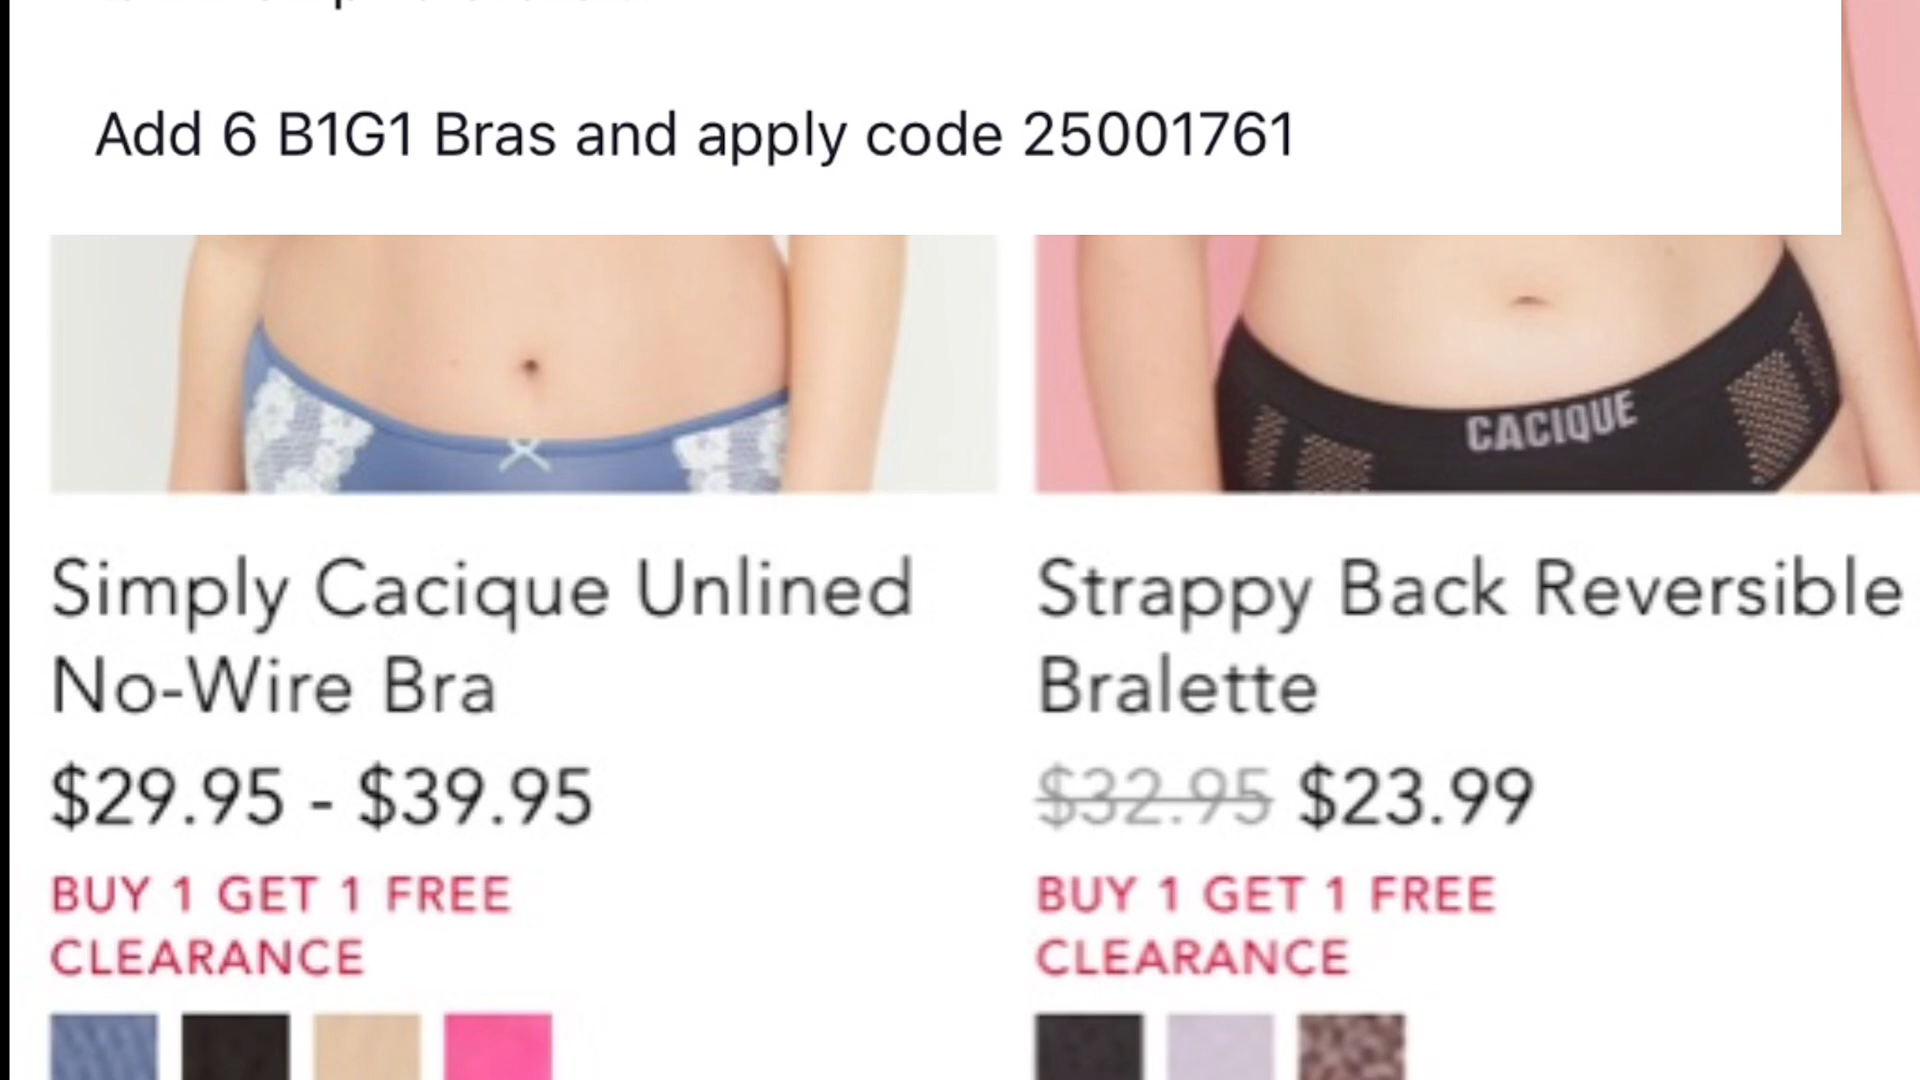 Add 6 B1G1 Bras and apply code 25001761
CACIQUE
Simply Cacique Unlined
No-Wire Bra
$29.95 - $39.95
BUY 1 GET 1 FREE
CLEARANCE
Strappy Back Reversible
Bralette
$32.95 $23.99
BUY 1 GET 1 FREE
CLEARANCE